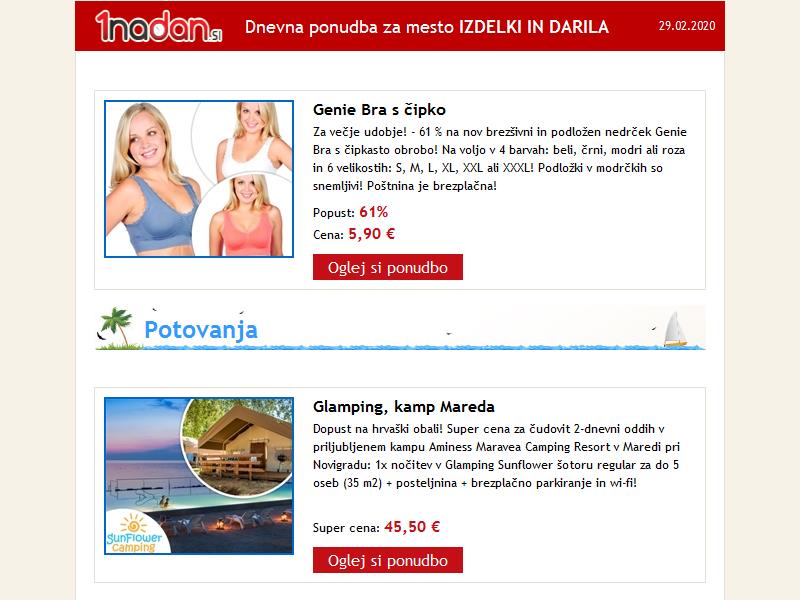 1nadan.si
Dnevna ponudba za mesto IZDELKI IN DARILA
29.02.2020
Genie Bra s čipko
Za večje udobje! - 61 % na nov brezšivni in podložen nedrček Genie
Bra s čipkasto obrobo! Na voljo v 4 barvah: beli, črni, modri ali roza
in 6 velikostih: S, M, L, XL, XXL ali XXXL! Podložki v modrčkih so
snemljivi! Poštnina je brezplačna!
Popust: 61%
Cena: 5,90 €
Oglej si ponudbo
Potovanja
Glamping, kamp Mareda
Dopust na hrvaški obali! Super cena za čudovit 2-dnevni oddih v
priljubljenem kampu Aminess Maravea Camping Resort v Maredi pri
Novigradu: 1x nočitev v Glamping Sunflower šotoru regular za do 5
oseb (35 m2) + posteljnina + brezplačno parkiranje in wi-fi!
SunFlower
camping
Super cena: 45,50 €
Oglej si ponudbo